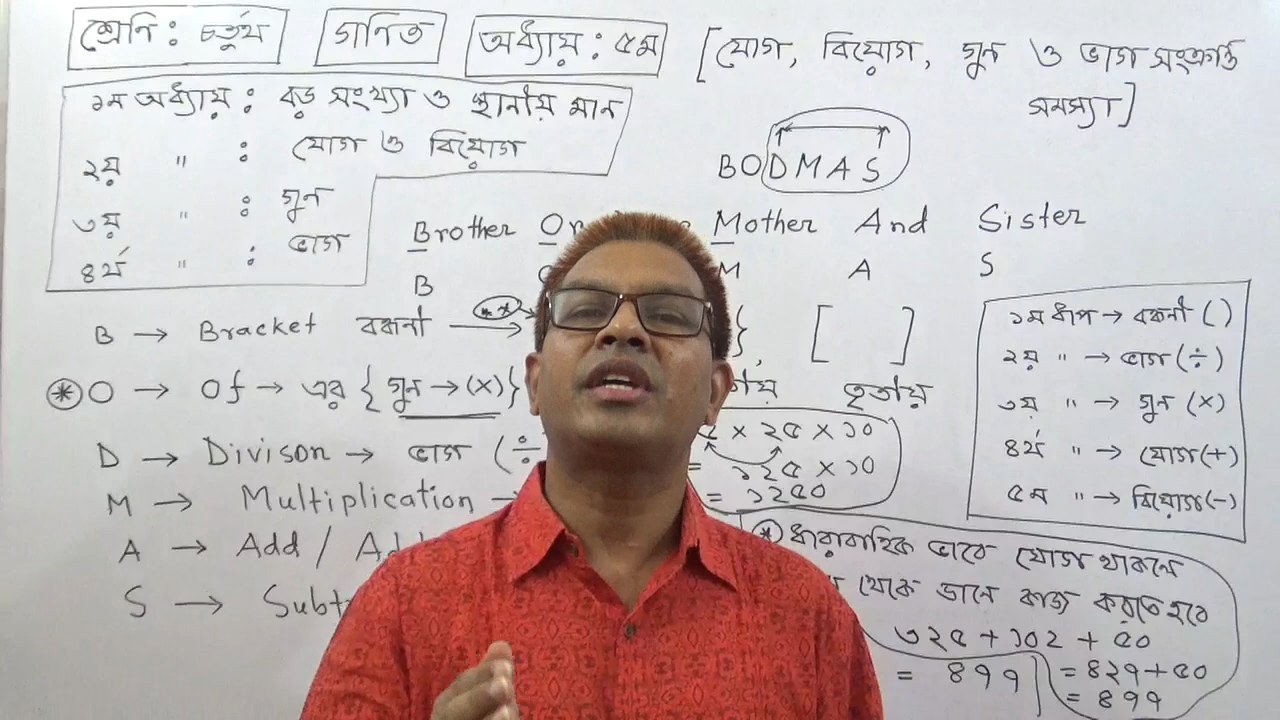 শ্রেনি : চতুর্থ
গনিত
অধ্যায় : ৫ম
[যোগ, বিয়োগ, গুন ও ভাগ সংক্রান্ত
সমস্যা]
১ম অধ্যায় : বড় সংখ্যা ও স্থানীয় মান
২য় " : যোগ ও বিয়োগ
৩য় " : গুন
৪র্থ " : ভাগ
BODMAS
Brother Mother And Sister
B M A S
B → Bracket বন্ধনী → }, [ ]
তৃতীয়
O → Of → এর { গুন → (×)}
D → Divison → ভাগ (÷
M → Multiplication →
A → Add /
S →
× ২৫ × ১০
= ১২৫ × ১০
= ১২৫০
১ম ধাপ → বন্ধনী ( )
২য় " → ভাগ (÷)
৩য় " → গুন (×)
৪র্থ " → যোগ (+)
৫ম " → বিয়োগ (−)
ধারাবাহিক ভাবে যোগ থাকলে
থেকে ডানে কাজ করতে হবে
৩২৫ + ১০২ + ৫০
= ৪৭৭
= ৪২৭ + ৫০
= ৪৭৭